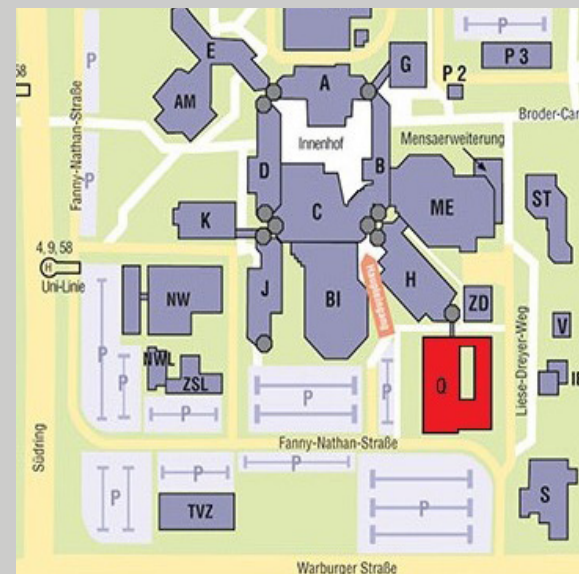 E
P
A
G
P 3
P 2
AM
Broder-Car
Fanny-Nathan-Straße
Innenhof
Mensaerweiterung
P
D
B
ST
K
C
ME
4, 9, 58
58
H
Uni-Linie
Haupteingang
H
J
BI
NW
ZD
V
P
P
NWL
ZSL
P
P
P
Q
Liese-Dreyer-Weg
Südring
P
Fanny-Nathan-Straße
P
P
P
S
TVZ
P
Warburger Straße